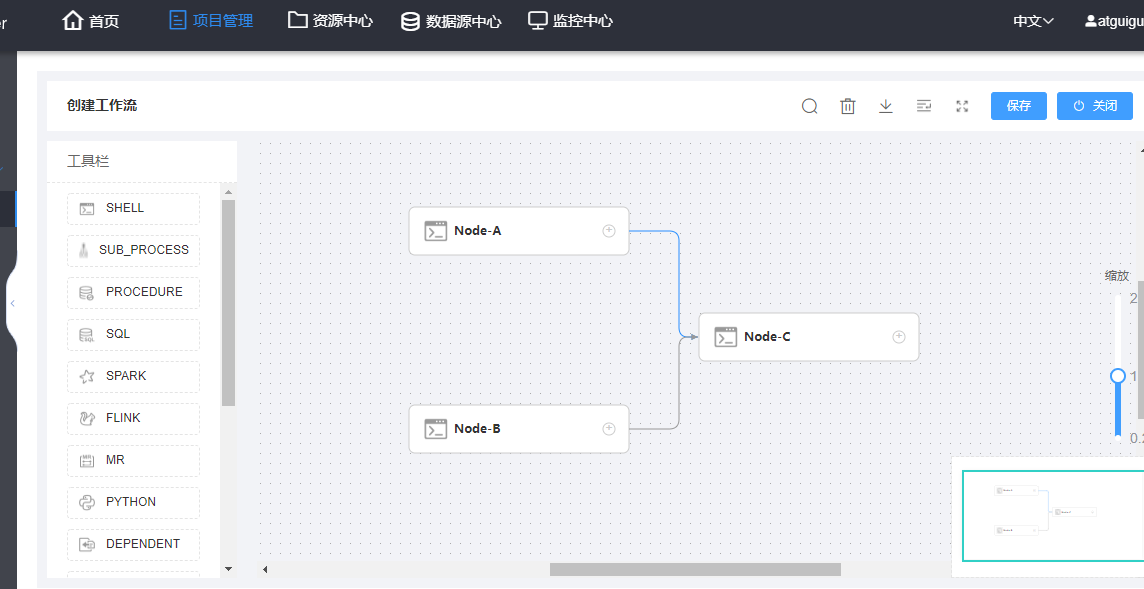 er
首页
项目管理
资源中心
数据源中心
监控中心
中文
atguigu
创建工作流
保存
关闭
工具栏
SHELL
SUB_PROCESS
PROCEDURE
SQL
SPARK
FLINK
MR
PYTHON
DEPENDENT
Node-A
Node-C
Node-B
缩放
2
1
0.2